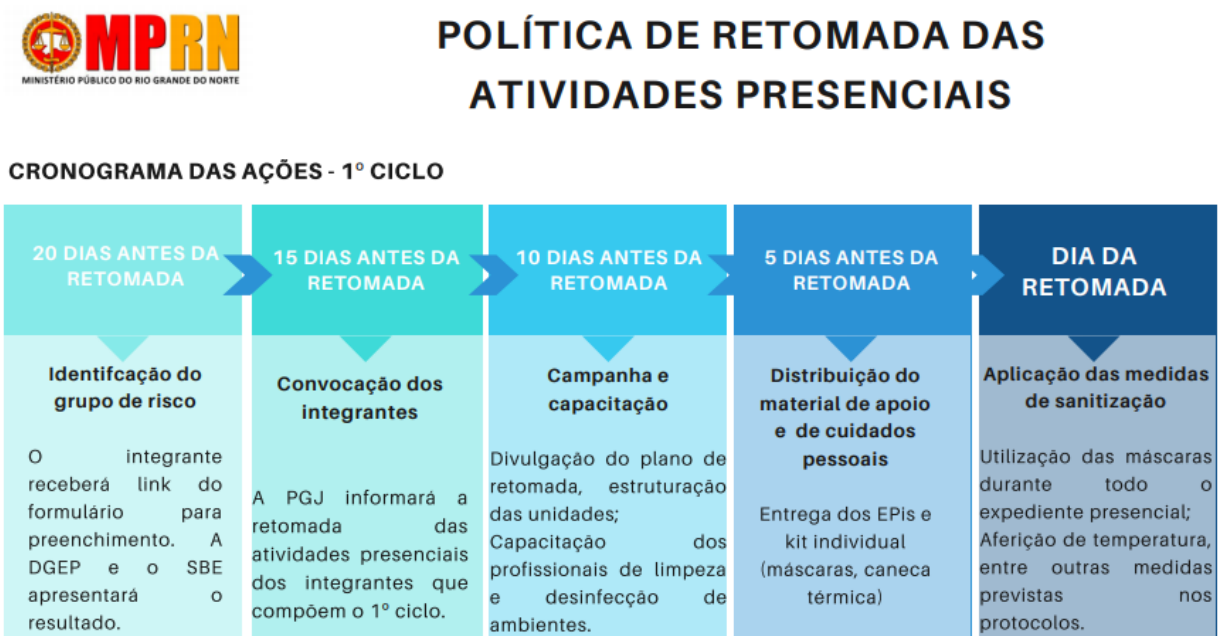 MPRN
MINISTÉRIO PÚBLICO DO RIO GRANDE DO NORTE
POLÍTICA DE RETOMADA DAS
ATIVIDADES PRESENCIAIS
CRONOGRAMA DAS AÇÕES - 1º CICLO
20 DIAS ANTES DA
RETOMADA
Identifcação do
grupo de risco
O integrante
receberá link do
formulário para
preenchimento. A
DGEP e o SBE
apresentará o
resultado.
15 DIAS ANTES DA
RETOMADA
Convocação dos
integrantes
A PGJ informará a
retomada das
atividades presenciais
dos integrantes que
compõem o 1º ciclo.
10 DIAS ANTES DA
RETOMADA
Campanha e
capacitação
Divulgação do plano de
retomada, estruturação
das unidades;
Capacitação dos
profissionais de limpeza
e desinfecção de
ambientes.
5 DIAS ANTES DA
RETOMADA
Distribuição do
material de apoio
e de cuidados
pessoais
Entrega dos EPis e
kit individual
(máscaras, caneca
térmica)
DIA DA
RETOMADA
Aplicação das medidas
de sanitização
Utilização das máscaras
durante todo o
expediente presencial;
Aferição de temperatura,
entre outras medidas
previstas nos
protocolos.